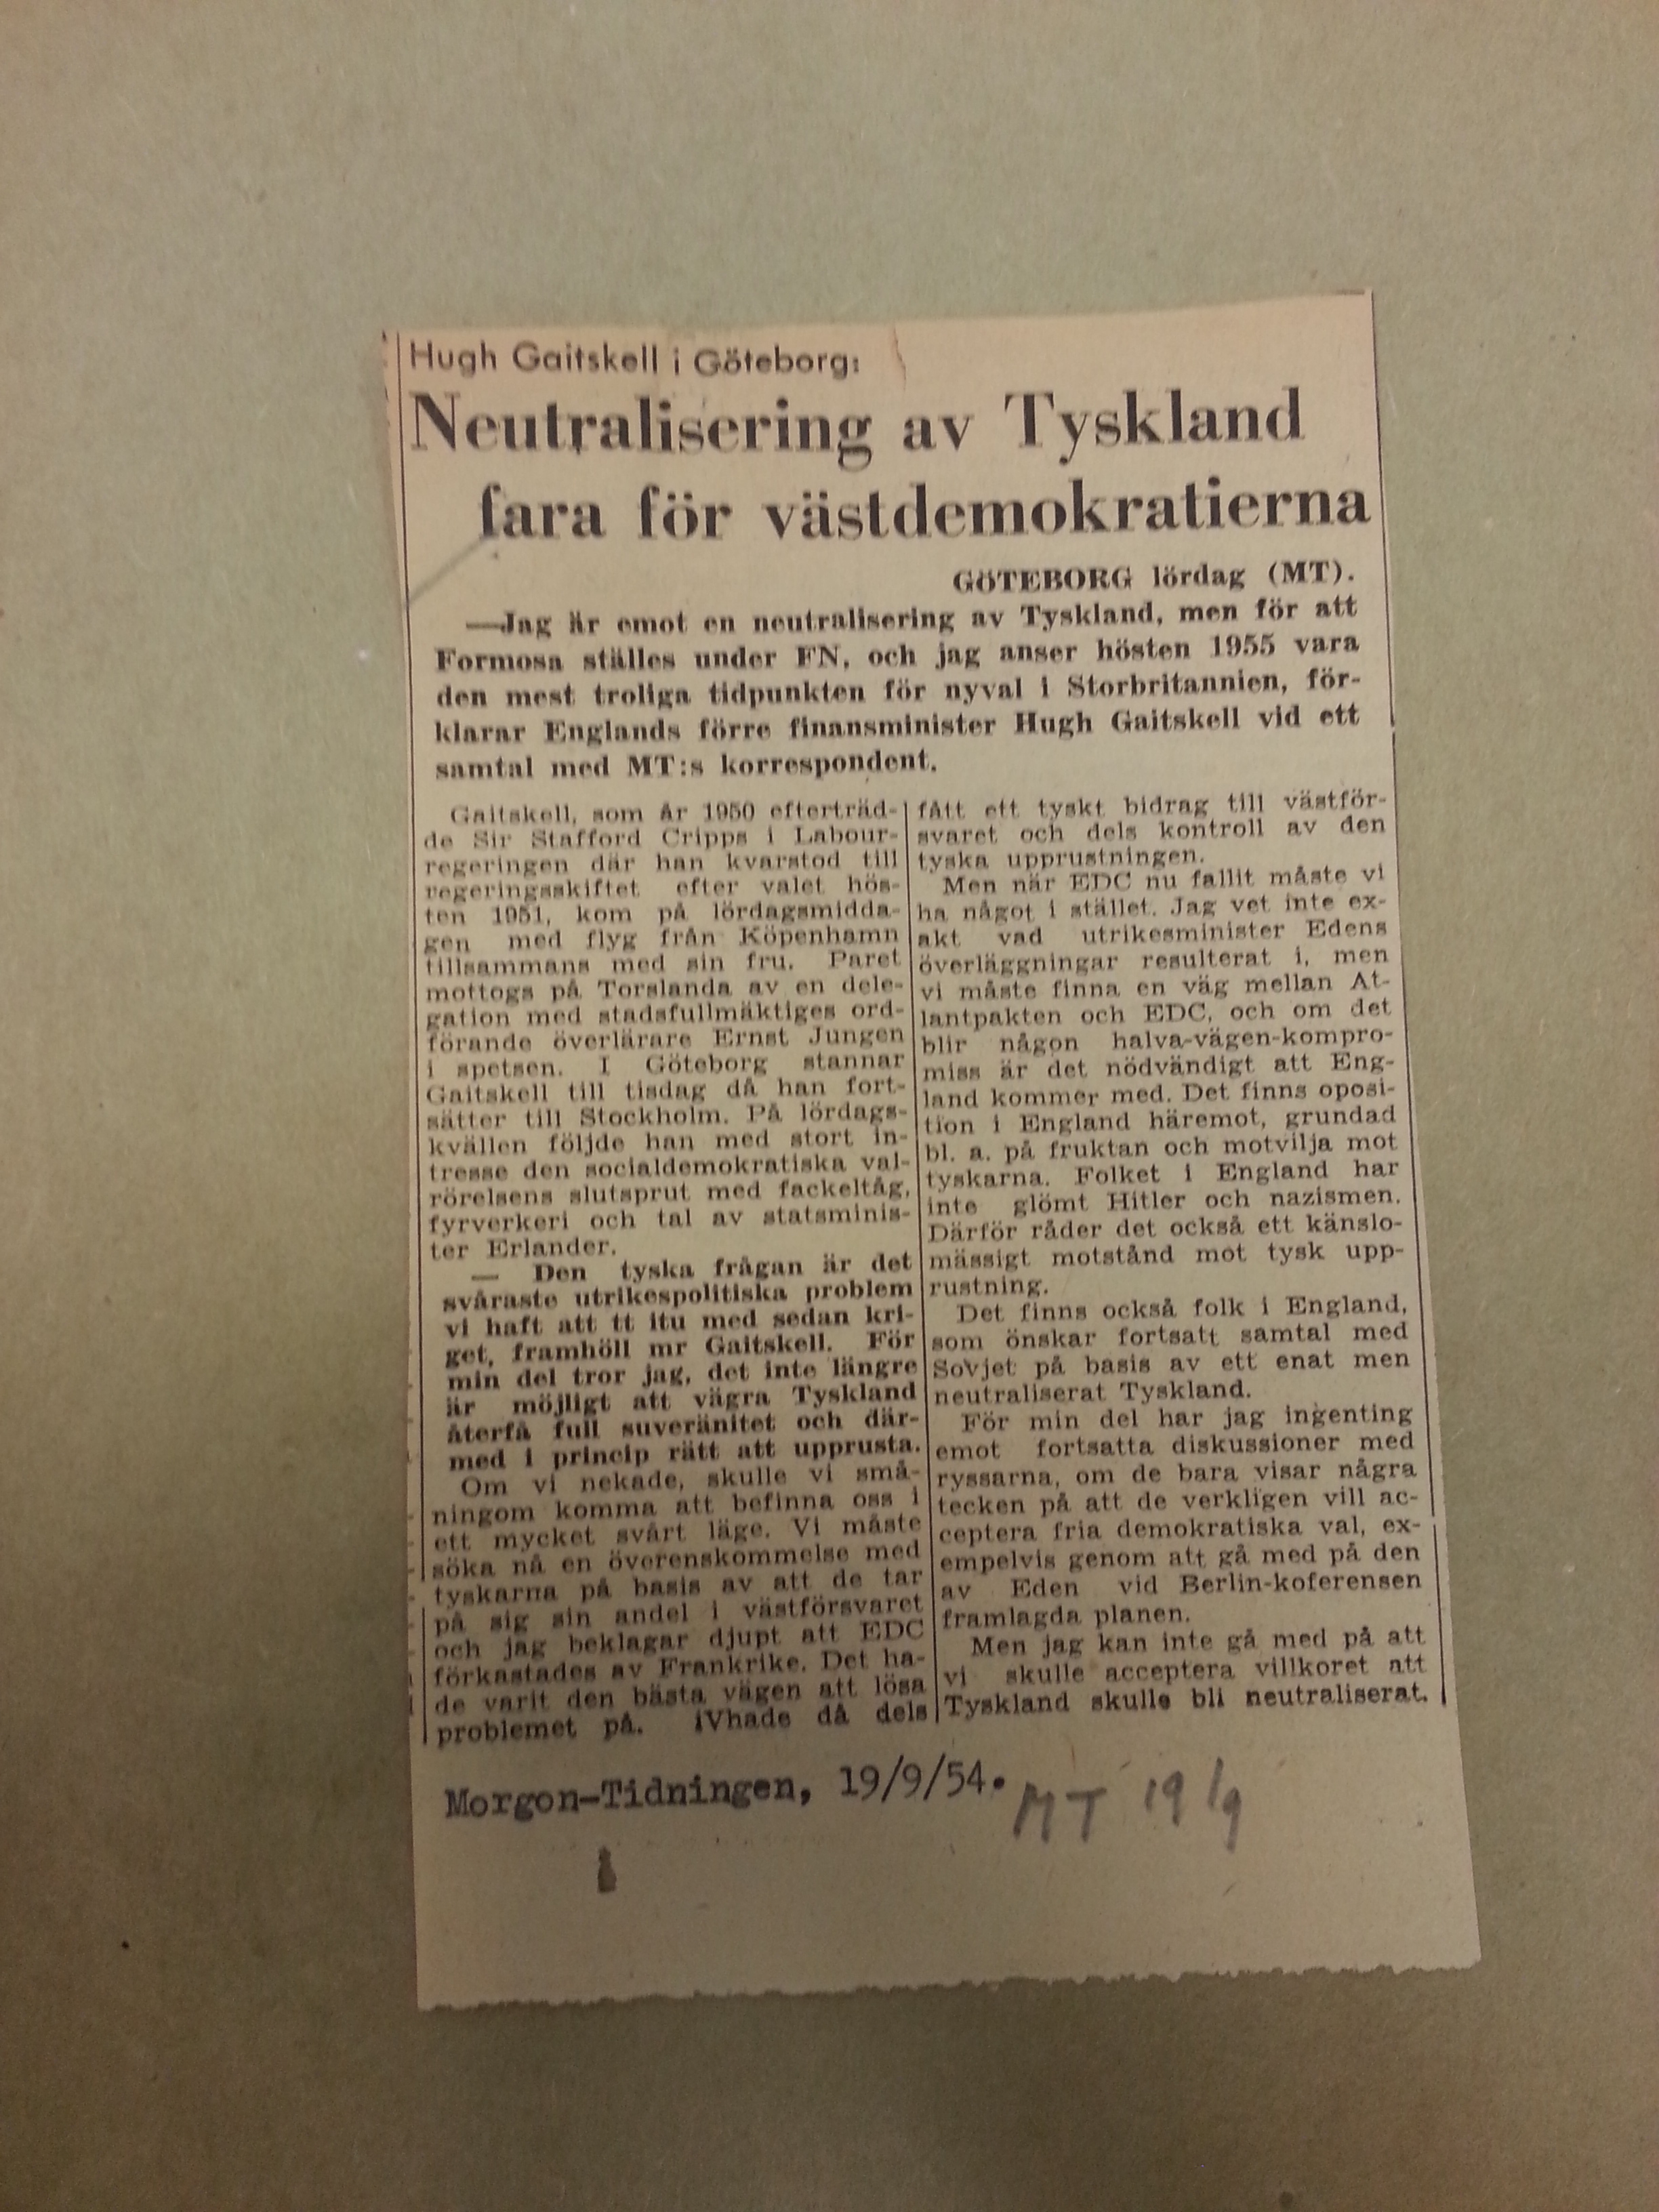 Hugh Gaitskell i Göteborg:
Neutralisering av Tyskland
fara för västdemokratierna
GÖTEBORG lördag (MT).
—Jag är emot en neutralisering av Tyskland, men för att
Formosa ställes under FN, och jag anser hösten 1955 vara
den mest troliga tidpunkten för nyval i Storbritannien, för-
klarar Englands förre finansminister Hugh Gaitskell vid ett
samtal med MT:s korrespondent.
Gaitskell, som år 1950 efterträd-
de Sir Stafford Cripps i Labour-
regeringen där han kvarstod till
regeringsskiftet efter valet hös-
ten 1951, kom på lördagsmidda-
gen med flyg från Köpenhamn
tillsammans med sin fru. Paret
mottogs på Torslanda av en dele-
gation med stadsfullmäktiges ord-
förande överlärare Ernst Jungen
i spetsen. I Göteborg stannar
Gaitskell till tisdag då han fort-
sätter till Stockholm. På lördags-
kvällen följde han med stort in-
tresse den socialdemokratiska val-
rörelsens slutsprut med fackeltåg,
fyrverkeri och tal av statsminis-
ter Erlander.
— Den tyska frågan är det
svåraste utrikespolitiska problem
vi haft att tt itu med sedan kri-
get, framhöll mr Gaitskell. För
min del tror jag, det inte längre
är möjligt att vägra Tyskland
återfå full suveränitet och där-
med i princip rätt att upprusta.
Om vi nekade, skulle vi små-
ningom komma att befinna oss i
ett mycket svårt läge. Vi måste
söka nå en överenskommelse med
tyskarna på basis av att de tar
på sig sin andel i västförsvaret
och jag beklagar djupt att EDC
förkastades av Frankrike. Det ha-
de varit den bästa vägen att lösa
problemet på. iVhade då dels
fått ett tyskt bidrag till västför-
svaret och dels kontroll av den
tyska upprustningen.
Men när EDC nu fallit måste vi
ha något i stället. Jag vet inte ex-
akt vad utrikesminister Edens
överläggningar resulterat i, men
vi måste finna en väg mellan At-
lantpakten och EDC, och om det
blir någon halva-vägen-kompro-
miss är det nödvändigt att Eng-
land kommer med. Det finns oposi-
tion i England häremot, grundad
bl. a. på fruktan och motvilja mot
tyskarna. Folket i England har
inte glömt Hitler och nazismen.
Därför råder det också ett känslo-
mässigt motstånd mot tysk upp-
rustning.
Det finns också folk i England,
som önskar fortsatt samtal med
Sovjet på basis av ett enat men
neutraliserat Tyskland.
För min del har jag ingenting
emot fortsatta diskussioner med
ryssarna, om de bara visar några
tecken på att de verkligen vill ac-
ceptera fria demokratiska val, ex-
empelvis genom att gå med på den
av Eden vid Berlin-koferensen
framlagda planen.
Men jag kan inte gå med på att
vi skulle acceptera villkoret att
Tyskland skulle bli neutraliserat.
Morgon-Tidningen, 19/9/54.
MT 19/9